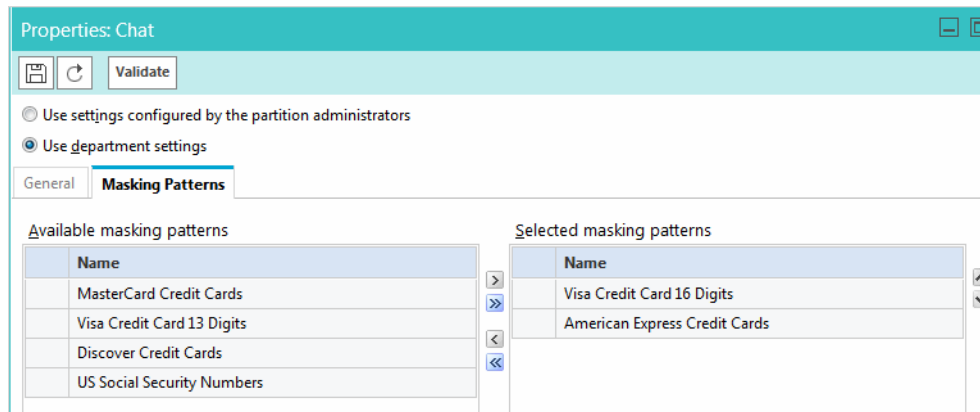 Properties: Chat
Validate
Use settings configured by the partition administrators
Use department settings
General
Masking Patterns
Available masking patterns
Name
MasterCard Credit Cards
Visa Credit Card 13 Digits
Discover Credit Cards
US Social Security Numbers
Selected masking patterns
Name
Visa Credit Card 16 Digits
American Express Credit Cards